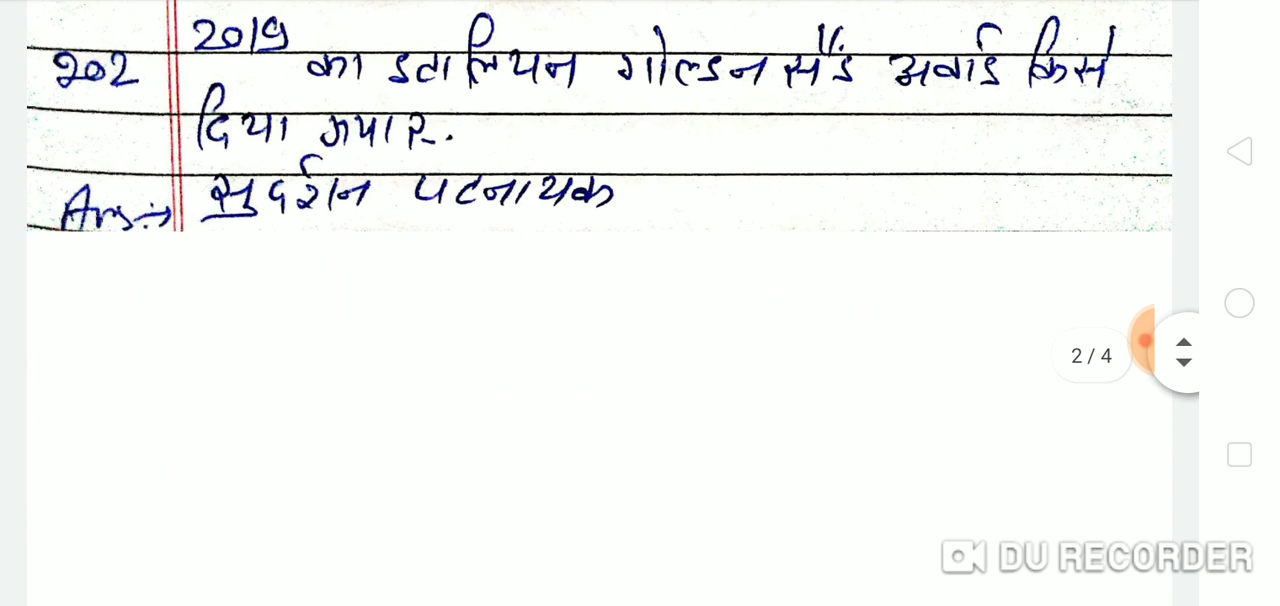 202 2019 का इटालियन गोल्डन सैंड अवार्ड किसे
दिया गया है.
Ans:→ सुदर्शन पटनायक
2 / 4
DU RECORDER